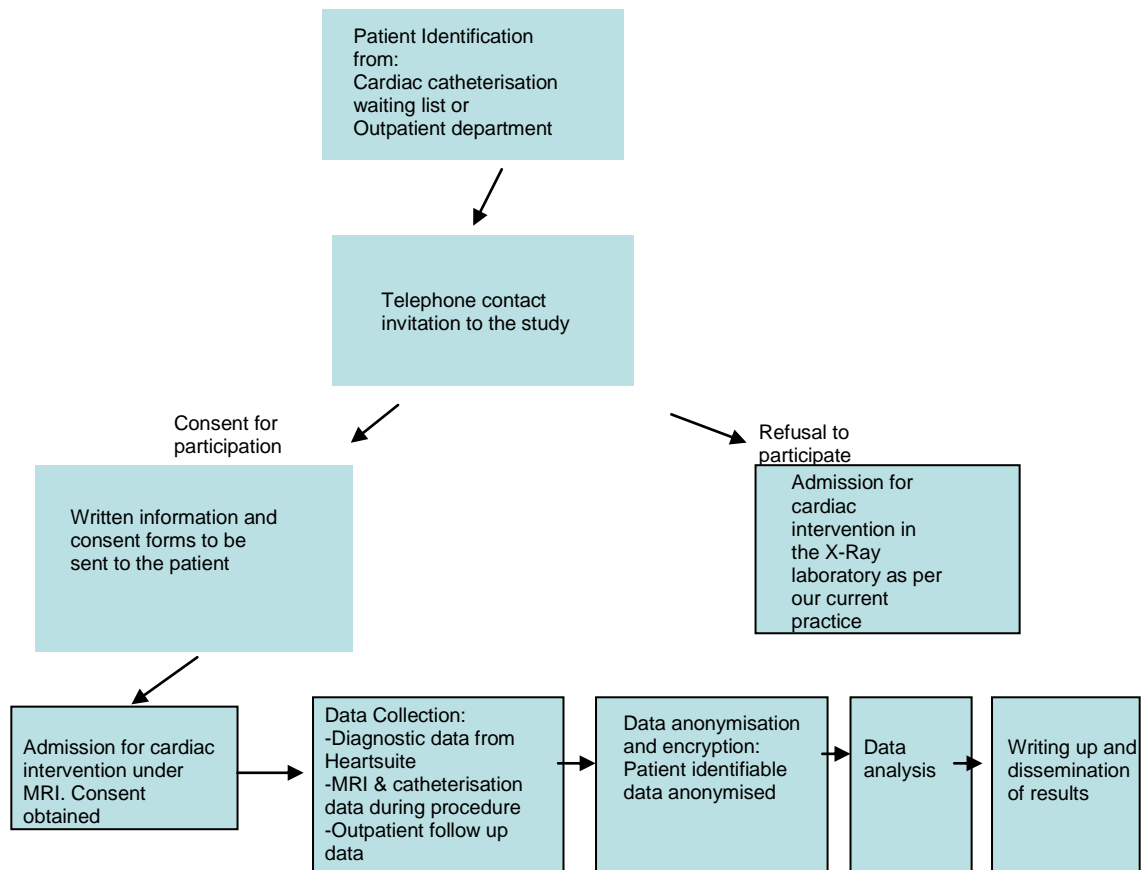 Patient Identification
from:
Cardiac catheterisation
waiting list or
Outpatient department
Telephone contact
invitation to the study
Consent for
participation
Refusal to
participate
Written information and
consent forms to be
sent to the patient
Admission for
cardiac
intervention in
the X-Ray
laboratory as per
our current
practice
Admission for cardiac
intervention under
MRI. Consent
obtained
Data Collection:
-Diagnostic data from
Heartsuite
-MRI & catheterisation
data during procedure
-Outpatient follow up
data
Data anonymisation
and encryption:
Patient identifiable
data anonymised
Data
analysis
Writing up and
dissemination
of results